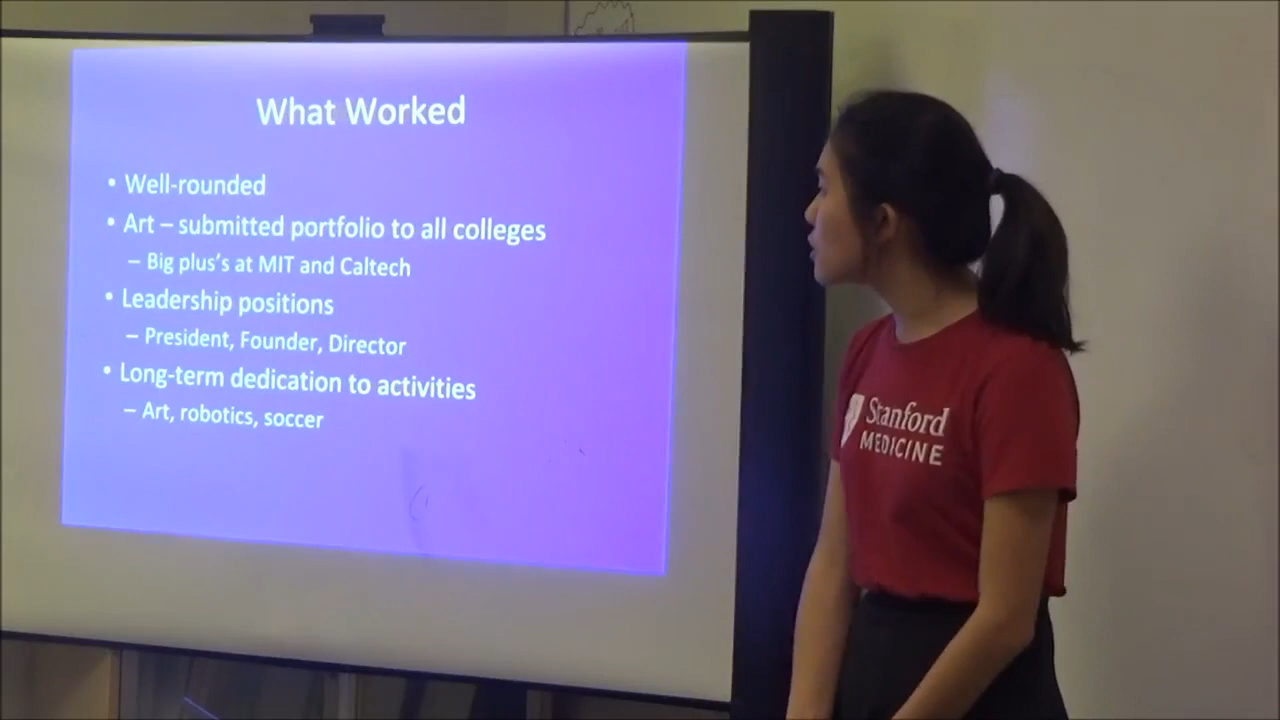 What Worked
• Well-rounded
• Art – submitted portfolio to all colleges
– Big plus's at MIT and Caltech
• Leadership positions
– President, Founder, Director
• Long-term dedication to activities
– Art, robotics, soccer
Stanford
MEDICINE